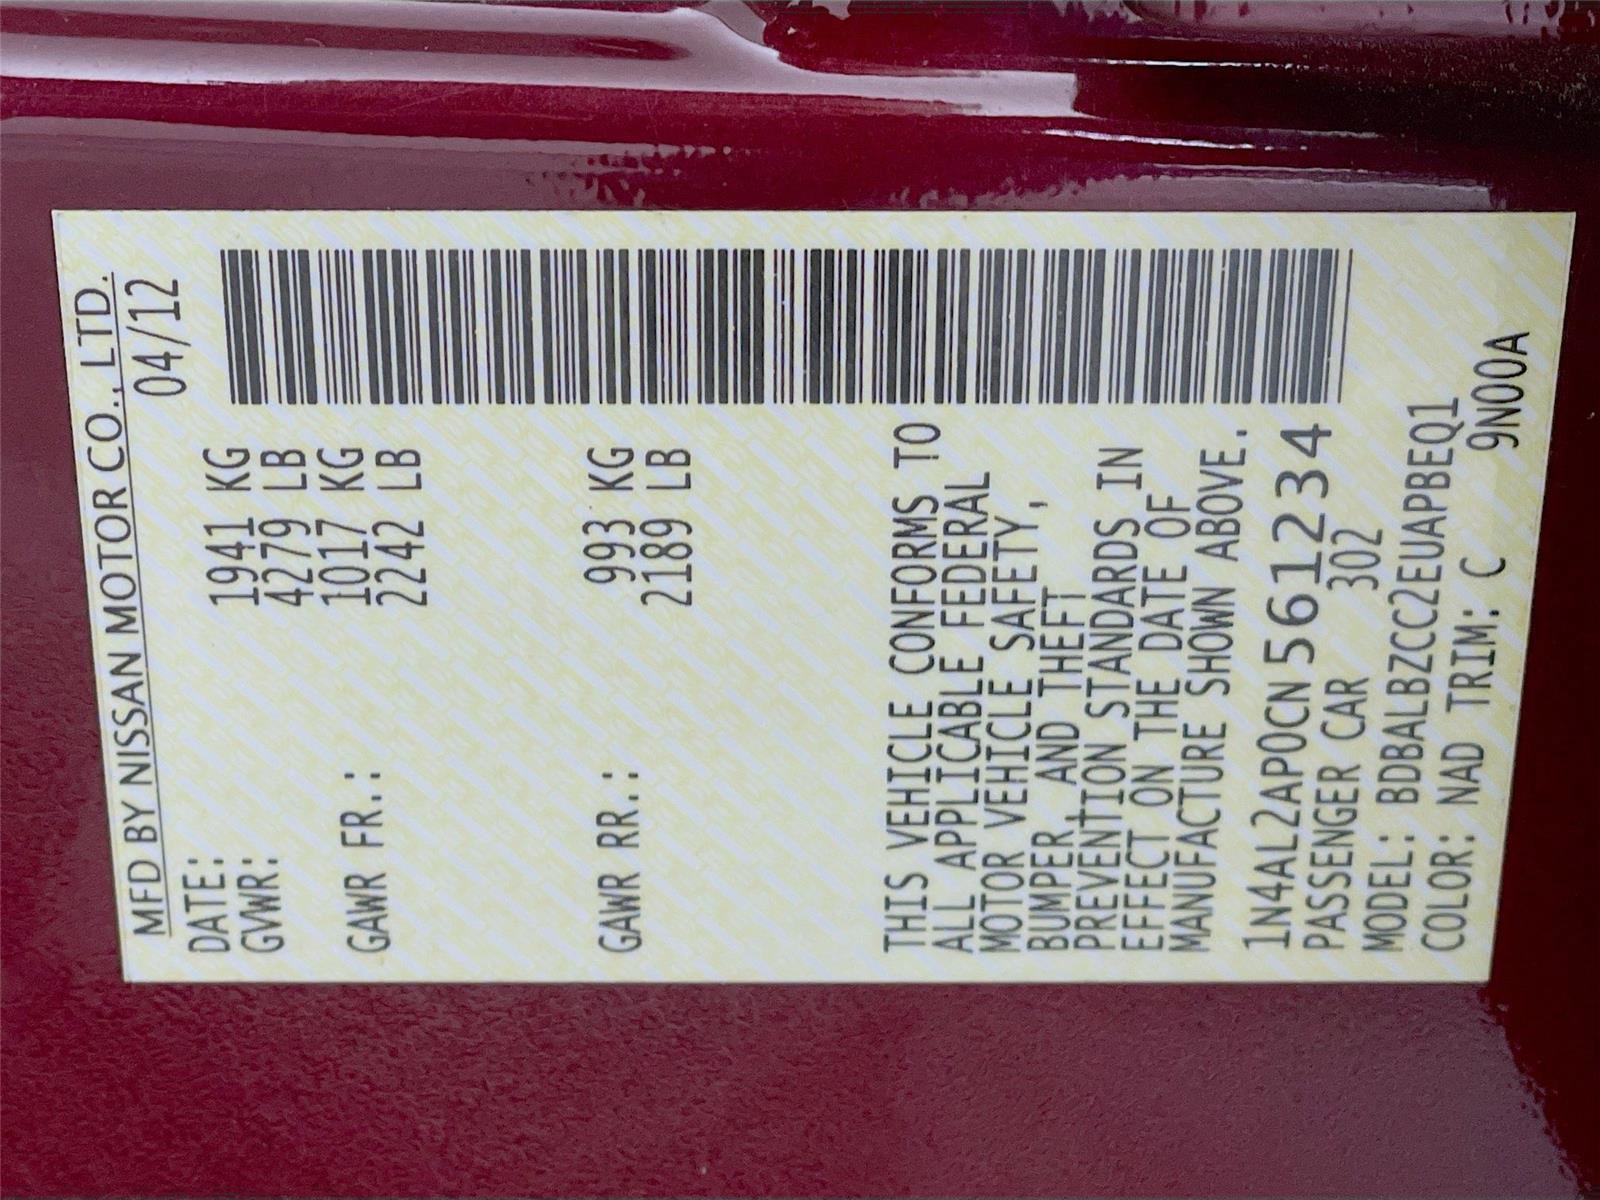 MFD BY NISSAN MOTOR CO., LTD.
DATE: 04/12
GVWR: 1941 KG
4279 LB
GAWR FR.: 1017 KG
2242 LB
GAWR RR.: 993 KG
2189 LB
THIS VEHICLE CONFORMS TO
ALL APPLICABLE FEDERAL
MOTOR VEHICLE SAFETY,
BUMPER, AND THEFT
PREVENTION STANDARDS IN
EFFECT ON THE DATE OF
MANUFACTURE SHOWN ABOVE.
1N4AL2AP0CN561234
PASSENGER CAR 302
MODEL: BDBALBZCC2EUAPBEQ1
COLOR: NAD TRIM: C 9N00A